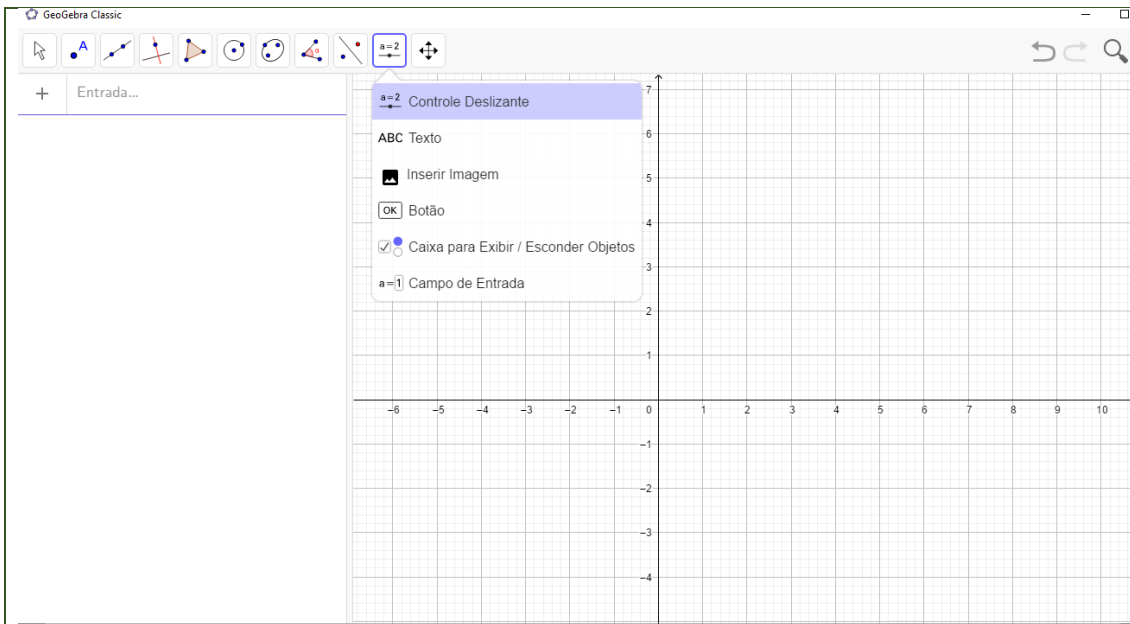 GeoGebra Classic
A
a=2
Entrada...
a=2 Controle Deslizante
ABC Texto
Inserir Imagem
OK Botão
Caixa para Exibir / Esconder Objetos
a=1 Campo de Entrada
7
6
5
4
3
2
1
-6 -5 -4 -3 -2 -1 0 1 2 3 4 5 6 7 8 9 10
-1
-2
-3
-4